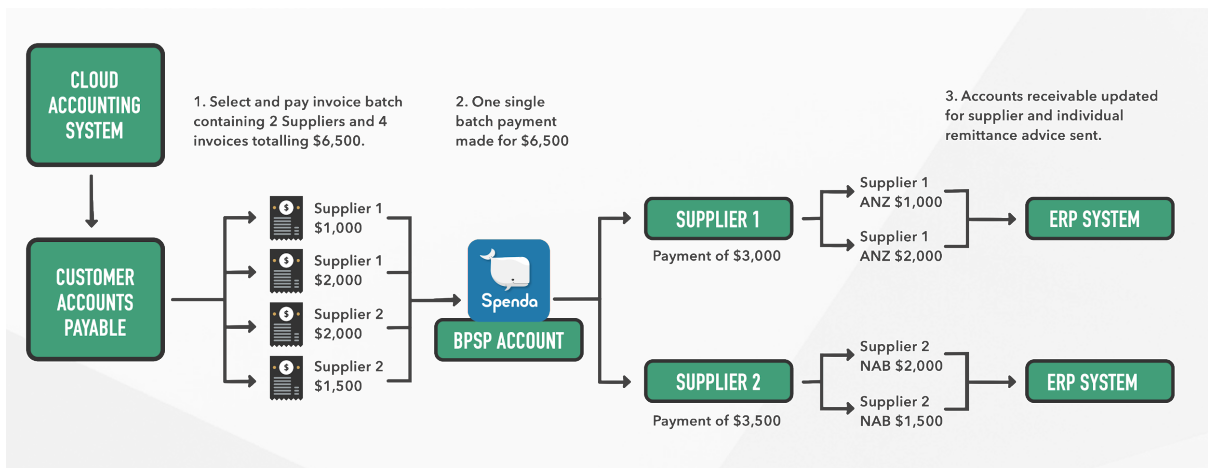 CLOUD
ACCOUNTING
SYSTEM
1. Select and pay invoice batch
containing 2 Suppliers and 4
invoices totalling $6,500.
2. One single
batch payment
made for $6,500
3. Accounts receivable updated
for supplier and individual
remittance advice sent.
CUSTOMER
ACCOUNTS
PAYABLE
$
Supplier 1
$1,000
$
Supplier 1
$2,000
$
Supplier 2
$2,000
$
Supplier 2
$1,500
Spenda
BPSP ACCOUNT
SUPPLIER 1
Payment of $3,000
Supplier 1
ANZ $1,000
Supplier 1
ANZ $2,000
ERP SYSTEM
SUPPLIER 2
Payment of $3,500
Supplier 2
NAB $2,000
Supplier 2
NAB $1,500
ERP SYSTEM